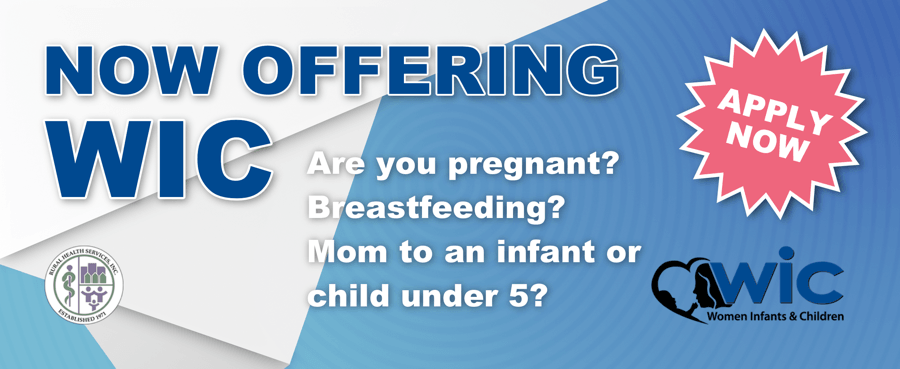 NOW OFFERING
WIC
Are you pregnant?
Breastfeeding?
Mom to an infant or
child under 5?
APPLY
NOW
RURAL HEALTH SERVICES, INC.
ESTABLISHED 1971
wic
Women Infants & Children